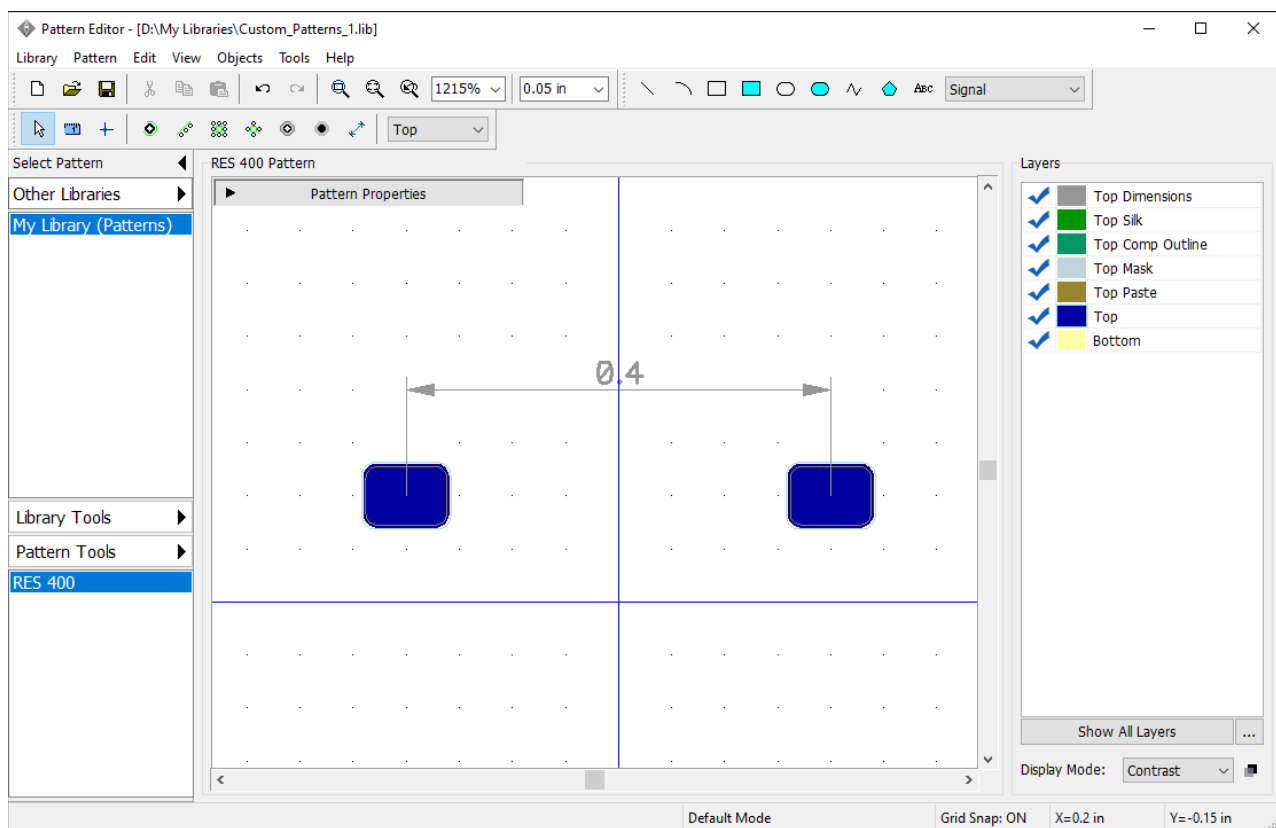 Pattern Editor - [D:\My Libraries\Custom_Patterns_1.lib]
Library Pattern Edit View Objects Tools Help
1215% 0.05 in ABC Signal
Top
Select Pattern
Other Libraries
My Library (Patterns)
Library Tools
Pattern Tools
RES 400
RES 400 Pattern
Pattern Properties
0.4
Layers
Top Dimensions
Top Silk
Top Comp Outline
Top Mask
Top Paste
Top
Bottom
Show All Layers ...
Display Mode: Contrast
Default Mode Grid Snap: ON X=0.2 in Y=-0.15 in